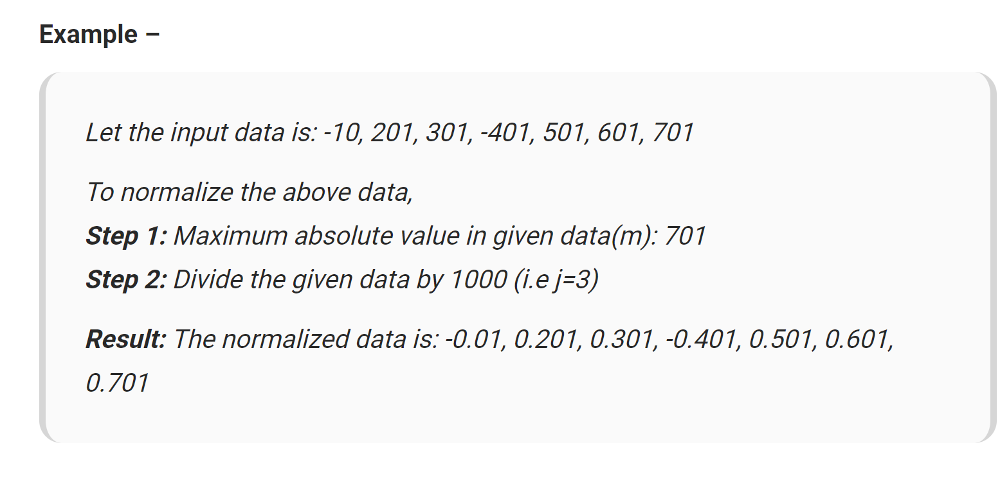 Example –
Let the input data is: -10, 201, 301, -401, 501, 601, 701
To normalize the above data,
Step 1: Maximum absolute value in given data(m): 701
Step 2: Divide the given data by 1000 (i.e j=3)
Result: The normalized data is: -0.01, 0.201, 0.301, -0.401, 0.501, 0.601,
0.701